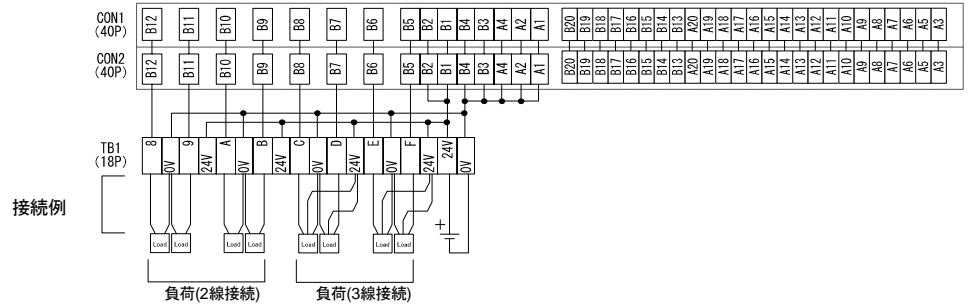 CON1
(40P)
B12 B11 B10 B9 B8 B7 B6 B5 B2 B1 B4 B3 A4 A2 A1 B20 B19 B18 B17 B16 B15 B14 B13 A20 A19 A18 A17 A16 A15 A14 A13 A12 A11 A10 A9 A8 A7 A6 A5 A3
CON2
(40P)
B12 B11 B10 B9 B8 B7 B6 B5 B2 B1 B4 B3 A4 A2 A1 B20 B19 B18 B17 B16 B15 B14 B13 A20 A19 A18 A17 A16 A15 A14 A13 A12 A11 A10 A9 A8 A7 A6 A5 A3
TB1
(18P)
8 0V 9 24V A 0V B 24V C 0V D 24V E 0V F 24V 24V 0V
接続例
+
Load Load Load Load Load Load Load Load
負荷(2線接続) 負荷(3線接続)